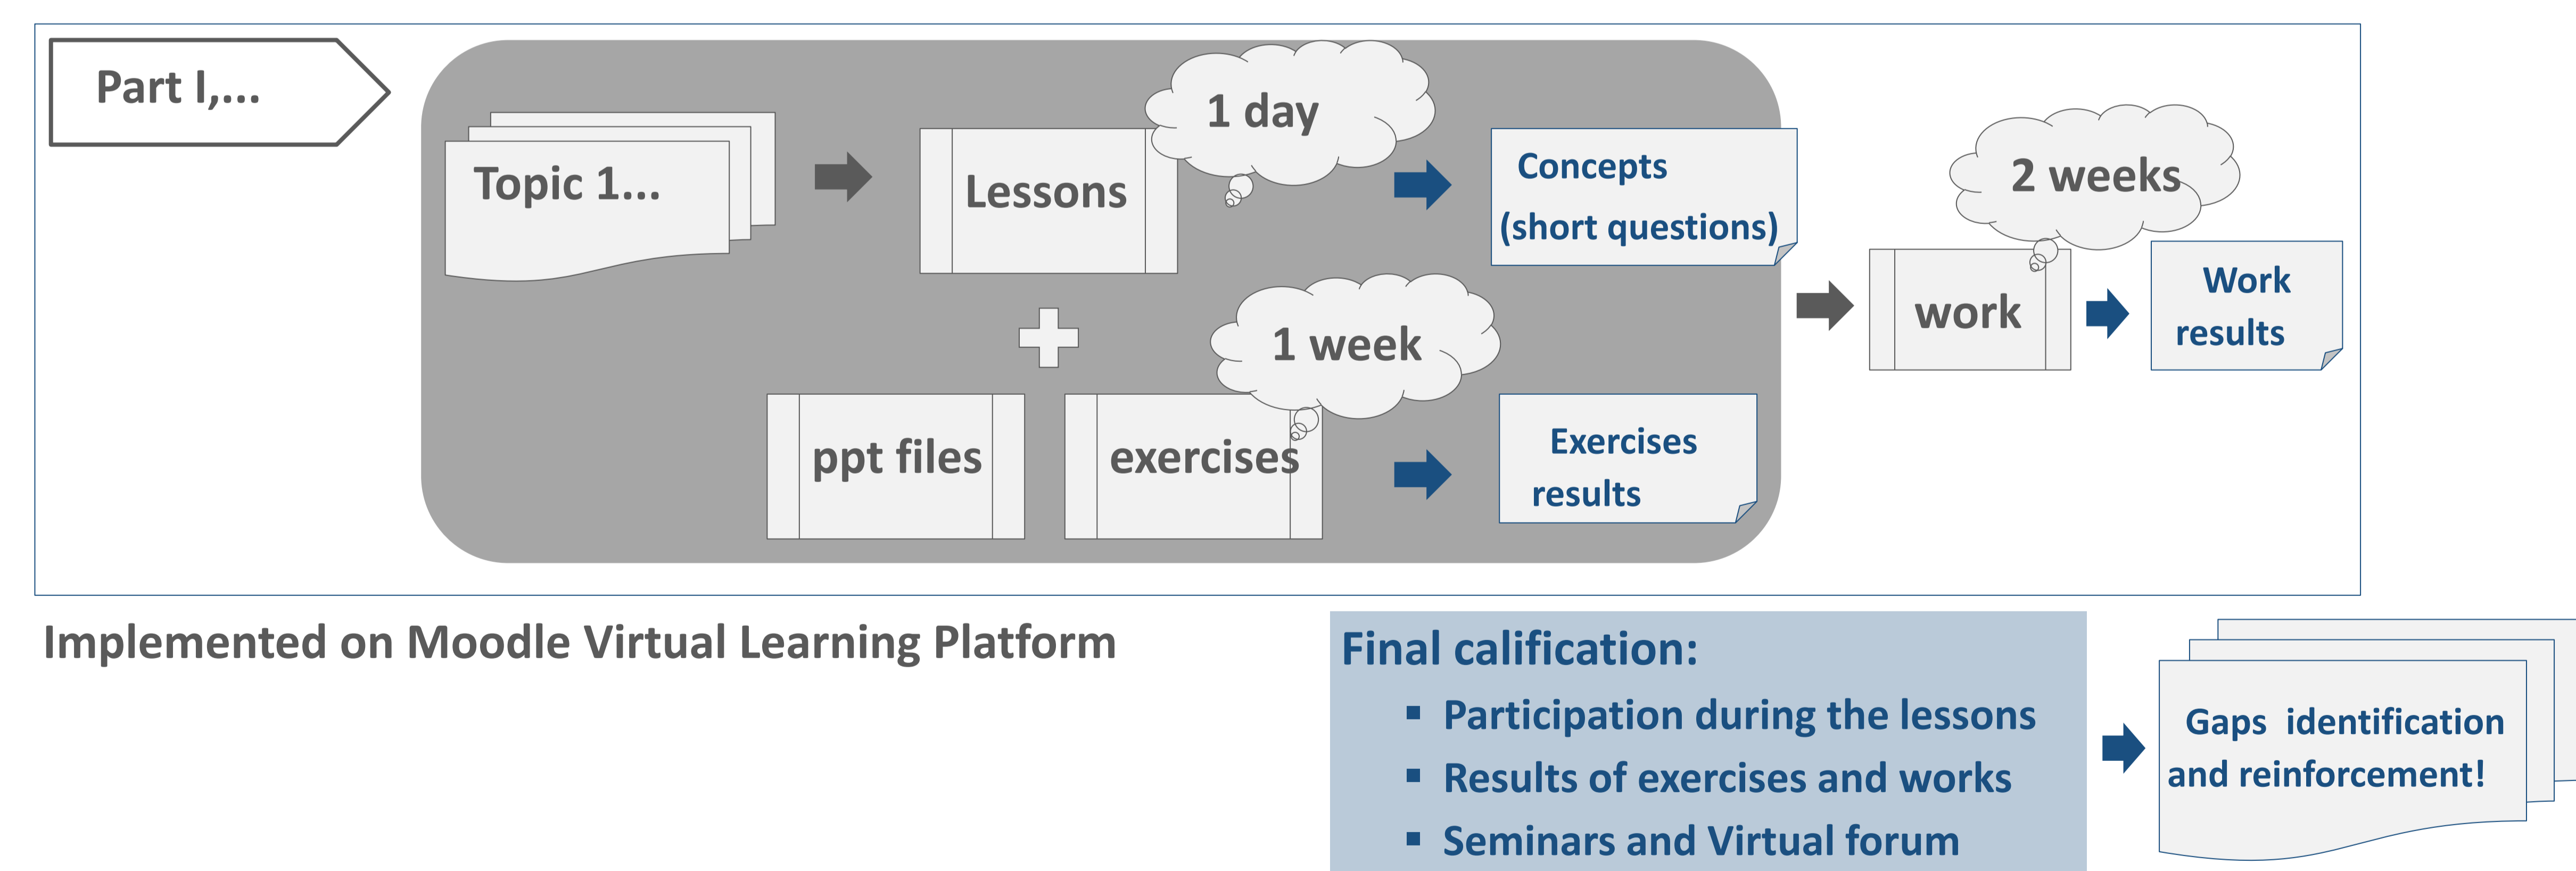 Part I,...
Topic 1...
Lessons
1 day
Concepts
(short questions)
ppt files
exercises
1 week
Exercises
results
work
2 weeks
Work
results
Implemented on Moodle Virtual Learning Platform
Final calification:
▪ Participation during the lessons
▪ Results of exercises and works
▪ Seminars and Virtual forum
Gaps identification
and reinforcement!